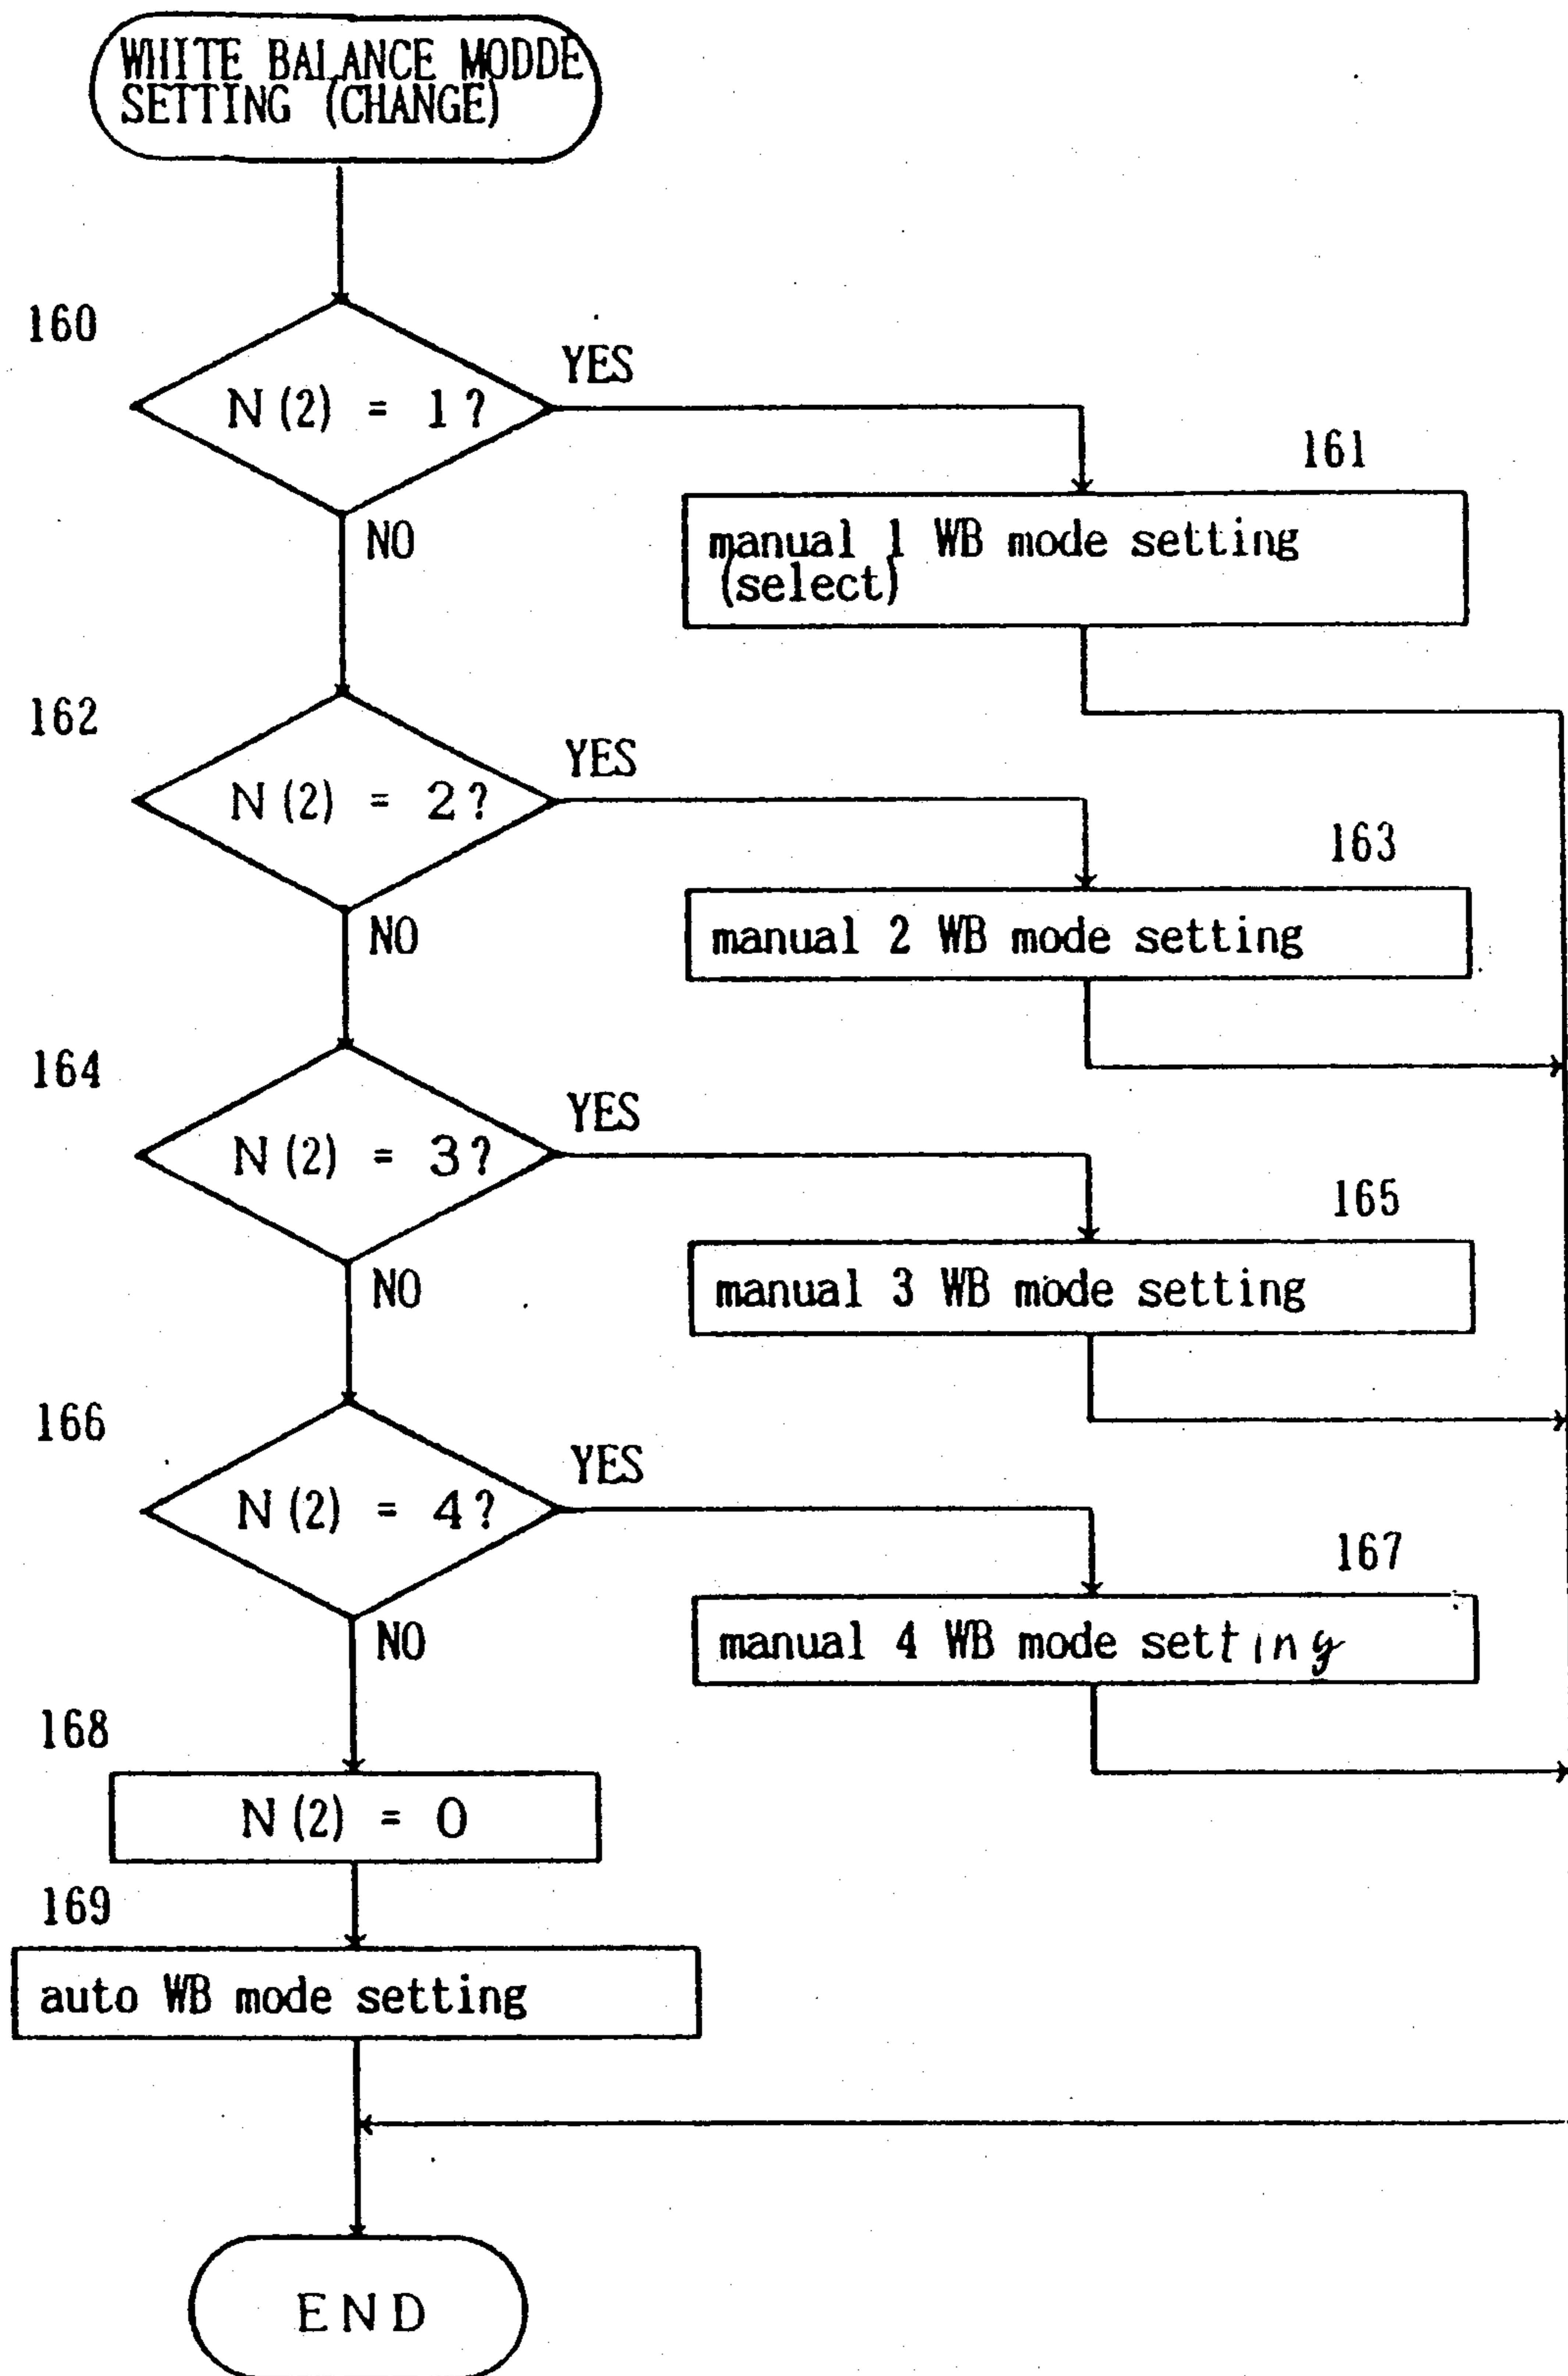 WHITE BALANCE MODDE
SETTING (CHANGE)
160
N(2) = 1?
YES
NO
161
manual 1 WB mode setting
(select)
162
N(2) = 2?
YES
NO
163
manual 2 WB mode setting
164
N(2) = 3?
YES
NO
165
manual 3 WB mode setting
166
N(2) = 4?
YES
NO
167
manual 4 WB mode setting
168
N(2) = 0
169
auto WB mode setting
END